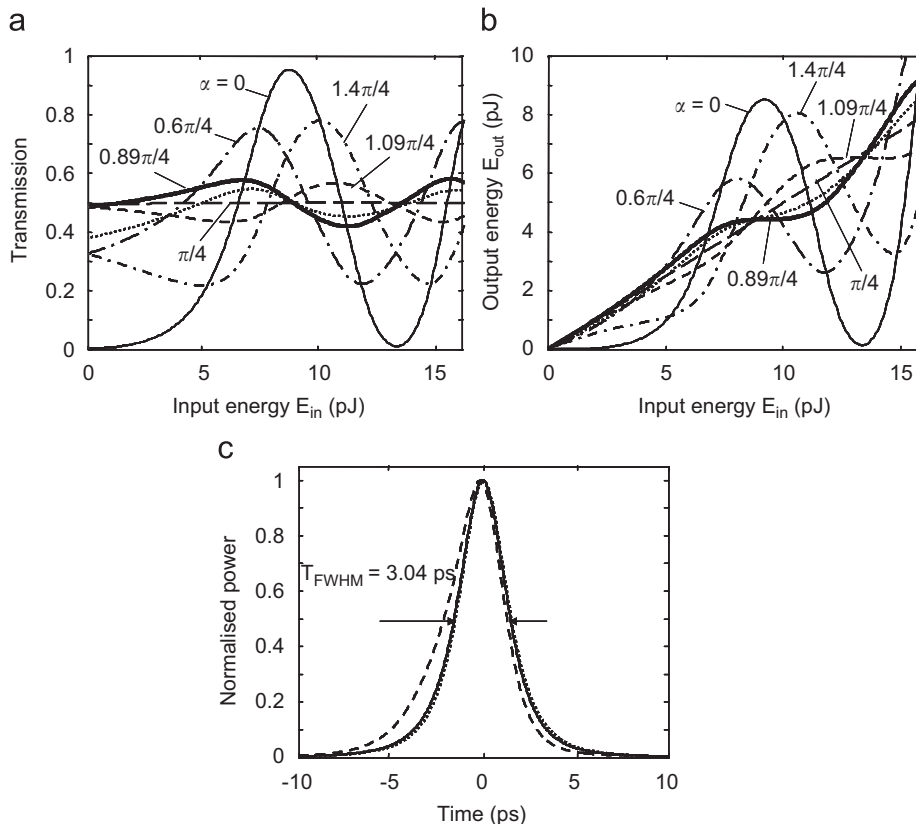 a
Transmission
1
0.8
0.6
0.4
0.2
0
α = 0
0.6π/4
0.89π/4
1.4π/4
1.09π/4
π/4
0
5
10
15
Input energy E_in (pJ)
b
Output energy E_out (pJ)
10
8
6
4
2
0
α = 0
1.4π/4
1.09π/4
0.6π/4
0.89π/4
π/4
0
5
10
15
Input energy E_in (pJ)
c
Normalised power
1
0.8
0.6
0.4
0.2
0
T_FWHM = 3.04 ps
-10
-5
0
5
10
Time (ps)